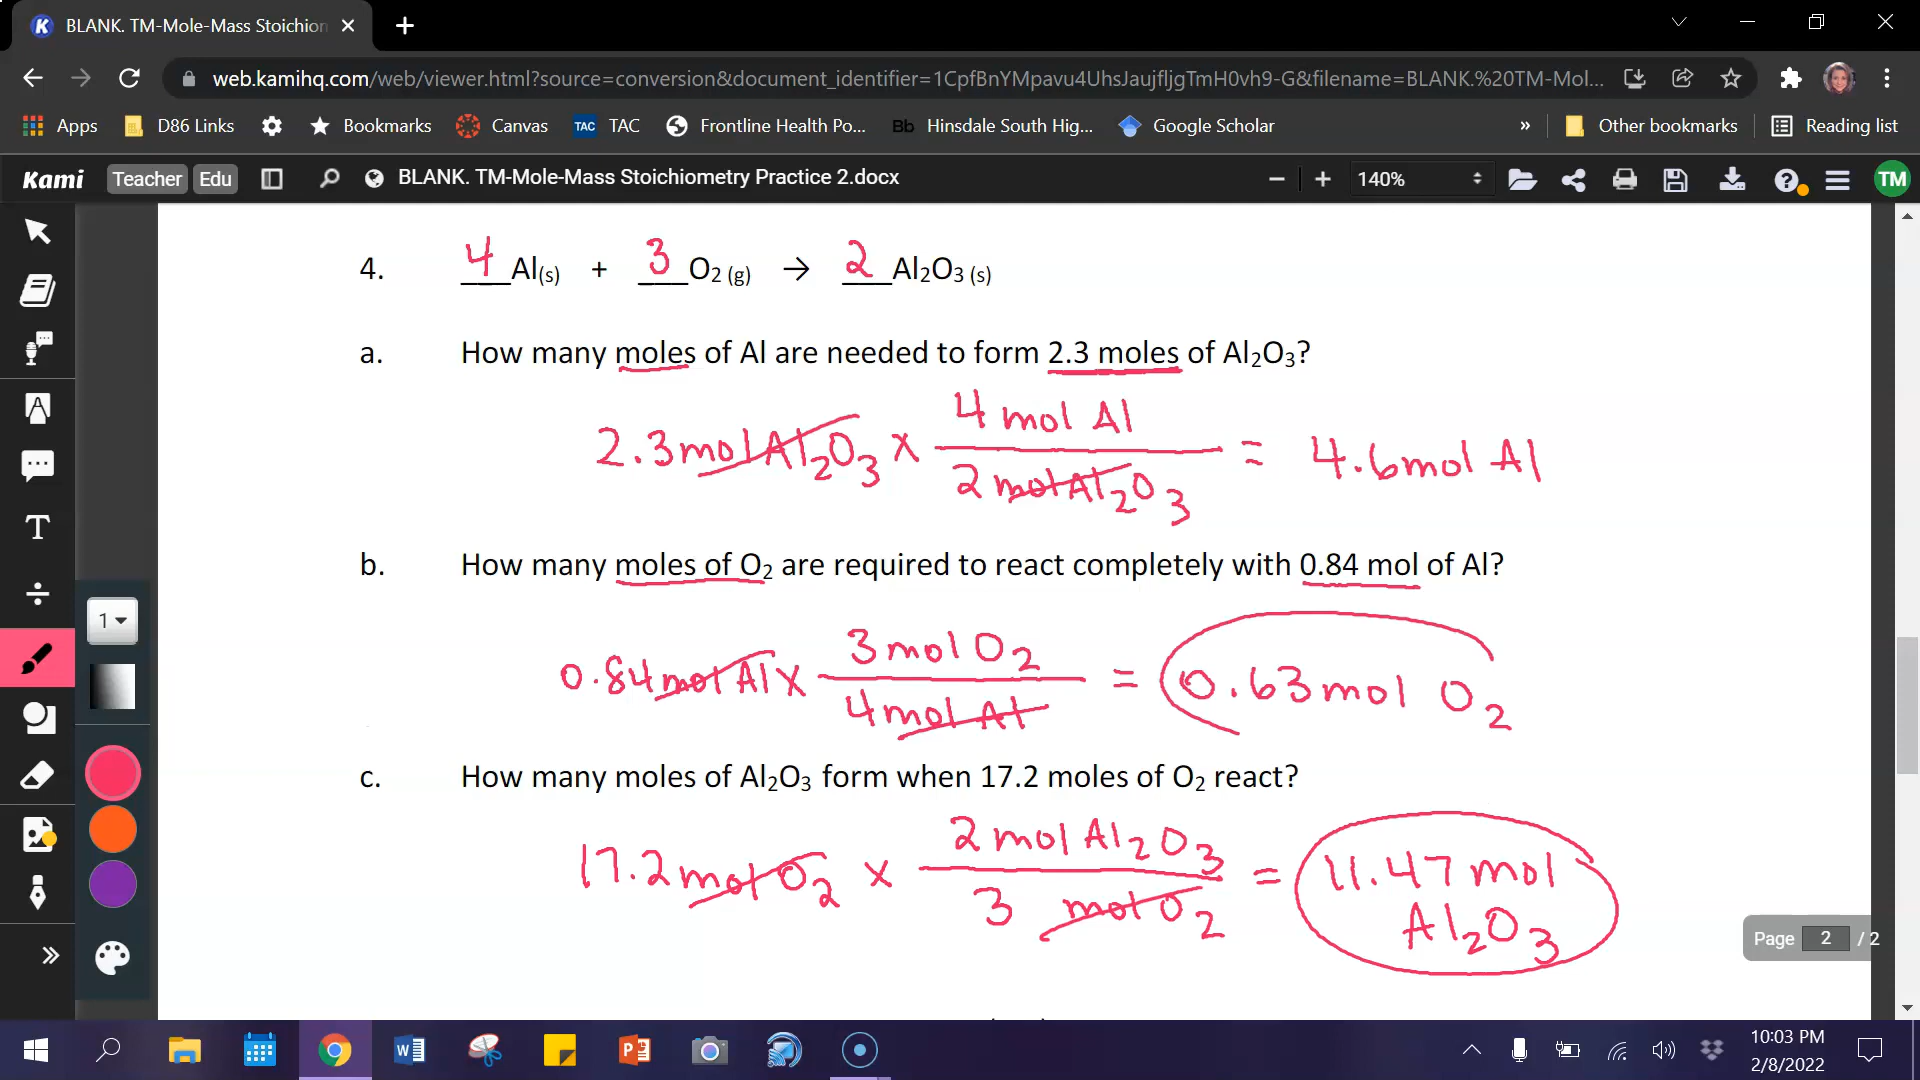 BLANK. TM-Mole-Mass Stoichion
web.kamihq.com/web/viewer.html?source=conversion&document_identifier=1CpfBnYMpavu4UhsJaujfljgTmH0vh9-G&filename=BLANK.%20TM-Mol...
Apps D86 Links Bookmarks Canvas TAC TAC Frontline Health Po... Bb Hinsdale South Hig... Google Scholar » Other bookmarks Reading list
Kami Teacher Edu BLANK. TM-Mole-Mass Stoichiometry Practice 2.docx 140% TM
4. 4 Al(s) + 3 O₂ (g) → 2 Al₂O₃ (s)
a. How many moles of Al are needed to form 2.3 moles of Al₂O₃?
2.3 mol Al₂O₃ × 4 mol Al / 2 mol Al₂O₃ = 4.6 mol Al
b. How many moles of O₂ are required to react completely with 0.84 mol of Al?
0.84 mol Al × 3 mol O₂ / 4 mol Al = 0.63 mol O₂
c. How many moles of Al₂O₃ form when 17.2 moles of O₂ react?
17.2 mol O₂ × 2 mol Al₂O₃ / 3 mol O₂ = 11.47 mol Al₂O₃
1
T
Page 2 / 2
10:03 PM
2/8/2022